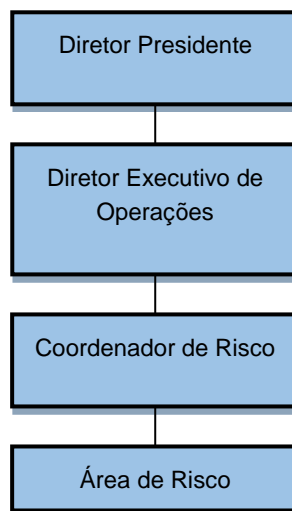 Diretor Presidente
Diretor Executivo de
Operações
Coordenador de Risco
Área de Risco